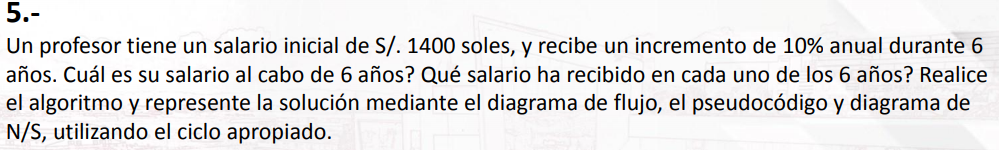 5.-
Un profesor tiene un salario inicial de S/. 1400 soles, y recibe un incremento de 10% anual durante 6
años. Cuál es su salario al cabo de 6 años? Qué salario ha recibido en cada uno de los 6 años? Realice
el algoritmo y represente la solución mediante el diagrama de flujo, el pseudocódigo y diagrama de
N/S, utilizando el ciclo apropiado.